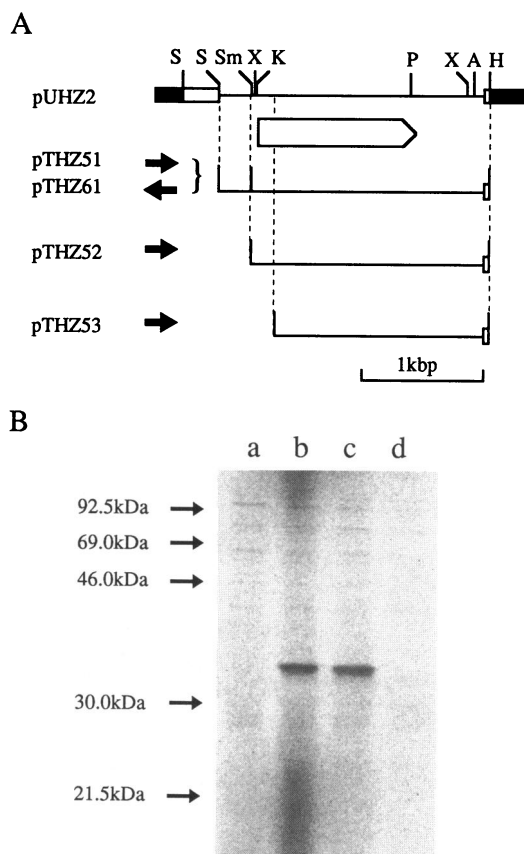 A
S S Sm X K P X A H
pUHZ2
pTHZ51
pTHZ61
}
pTHZ52
pTHZ53
1kbp
B
a b c d
92.5kDa
69.0kDa
46.0kDa
30.0kDa
21.5kDa